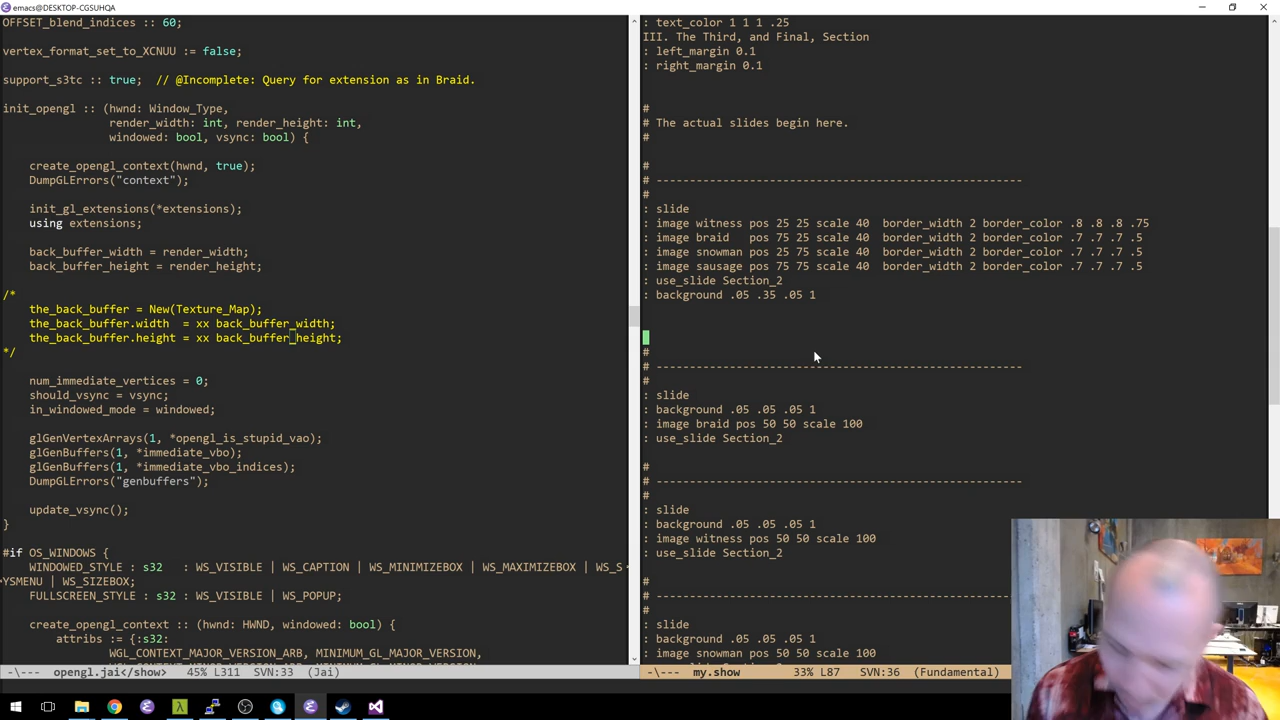 emacs@DESKTOP-CGSUHQA
OFFSET_blend_indices :: 60;
vertex_format_set_to_XCNUU := false;
support_s3tc :: true;  // @Incomplete: Query for extension as in Braid.
init_opengl :: (hwnd: Window_Type,
render_width: int, render_height: int,
windowed: bool, vsync: bool) {
create_opengl_context(hwnd, true);
DumpGLErrors("context");
init_gl_extensions(*extensions);
using extensions;
back_buffer_width = render_width;
back_buffer_height = render_height;
/*
the_back_buffer = New(Texture_Map);
the_back_buffer.width  = xx back_buffer_width;
the_back_buffer.height = xx back_buffer_height;
*/
num_immediate_vertices = 0;
should_vsync = vsync;
in_windowed_mode = windowed;
glGenVertexArrays(1, *opengl_is_stupid_vao);
glGenBuffers(1, *immediate_vbo);
glGenBuffers(1, *immediate_vbo_indices);
DumpGLErrors("genbuffers");
update_vsync();
}
#if OS_WINDOWS {
WINDOWED_STYLE : s32   : WS_VISIBLE | WS_CAPTION | WS_MINIMIZEBOX | WS_MAXIMIZEBOX | WS_S
YSMENU | WS_SIZEBOX;
FULLSCREEN_STYLE : s32 : WS_VISIBLE | WS_POPUP;
create_opengl_context :: (hwnd: HWND, windowed: bool) {
attribs := {:s32:
WGL_CONTEXT_MAJOR_VERSION_ARB, MINIMUM_GL_MAJOR_VERSION,
-\--- opengl.jai</show> 45% L311 SVN:33 (Jai)
: text_color 1 1 1 .25
III. The Third, and Final, Section
: left_margin 0.1
: right_margin 0.1
#
# The actual slides begin here.
#
#
# -------------------------------------------------------
#
: slide
: image witness pos 25 25 scale 40  border_width 2 border_color .8 .8 .8 .75
: image braid   pos 75 25 scale 40  border_width 2 border_color .7 .7 .7 .5
: image snowman pos 25 75 scale 40  border_width 2 border_color .7 .7 .7 .5
: image sausage pos 75 75 scale 40  border_width 2 border_color .7 .7 .7 .5
: use_slide Section_2
: background .05 .35 .05 1
#
# -------------------------------------------------------
#
: slide
: background .05 .05 .05 1
: image braid pos 50 50 scale 100
: use_slide Section_2
#
# -------------------------------------------------------
#
: slide
: background .05 .05 .05 1
: image witness pos 50 50 scale 100
: use_slide Section_2
#
# -------------------------------------------------------
#
: slide
: background .05 .05 .05 1
: image snowman pos 50 50 scale 100
-\--- my.show 33% L87 SVN:36 (Fundamental)